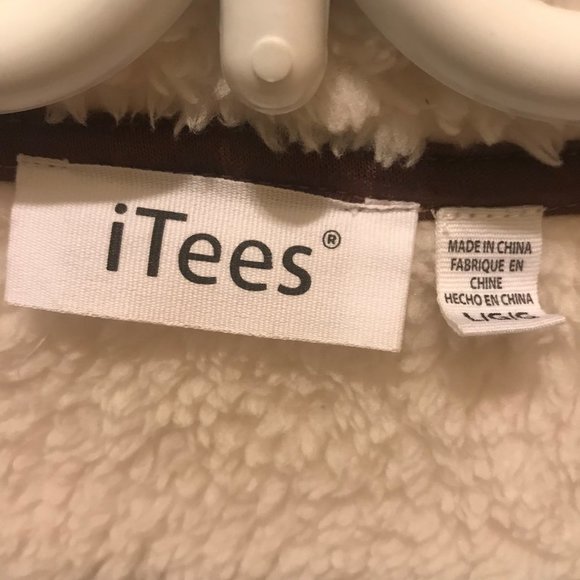 iTees®
MADE IN CHINA
FABRIQUE EN
CHINE
HECHO EN CHINA
L/G/G